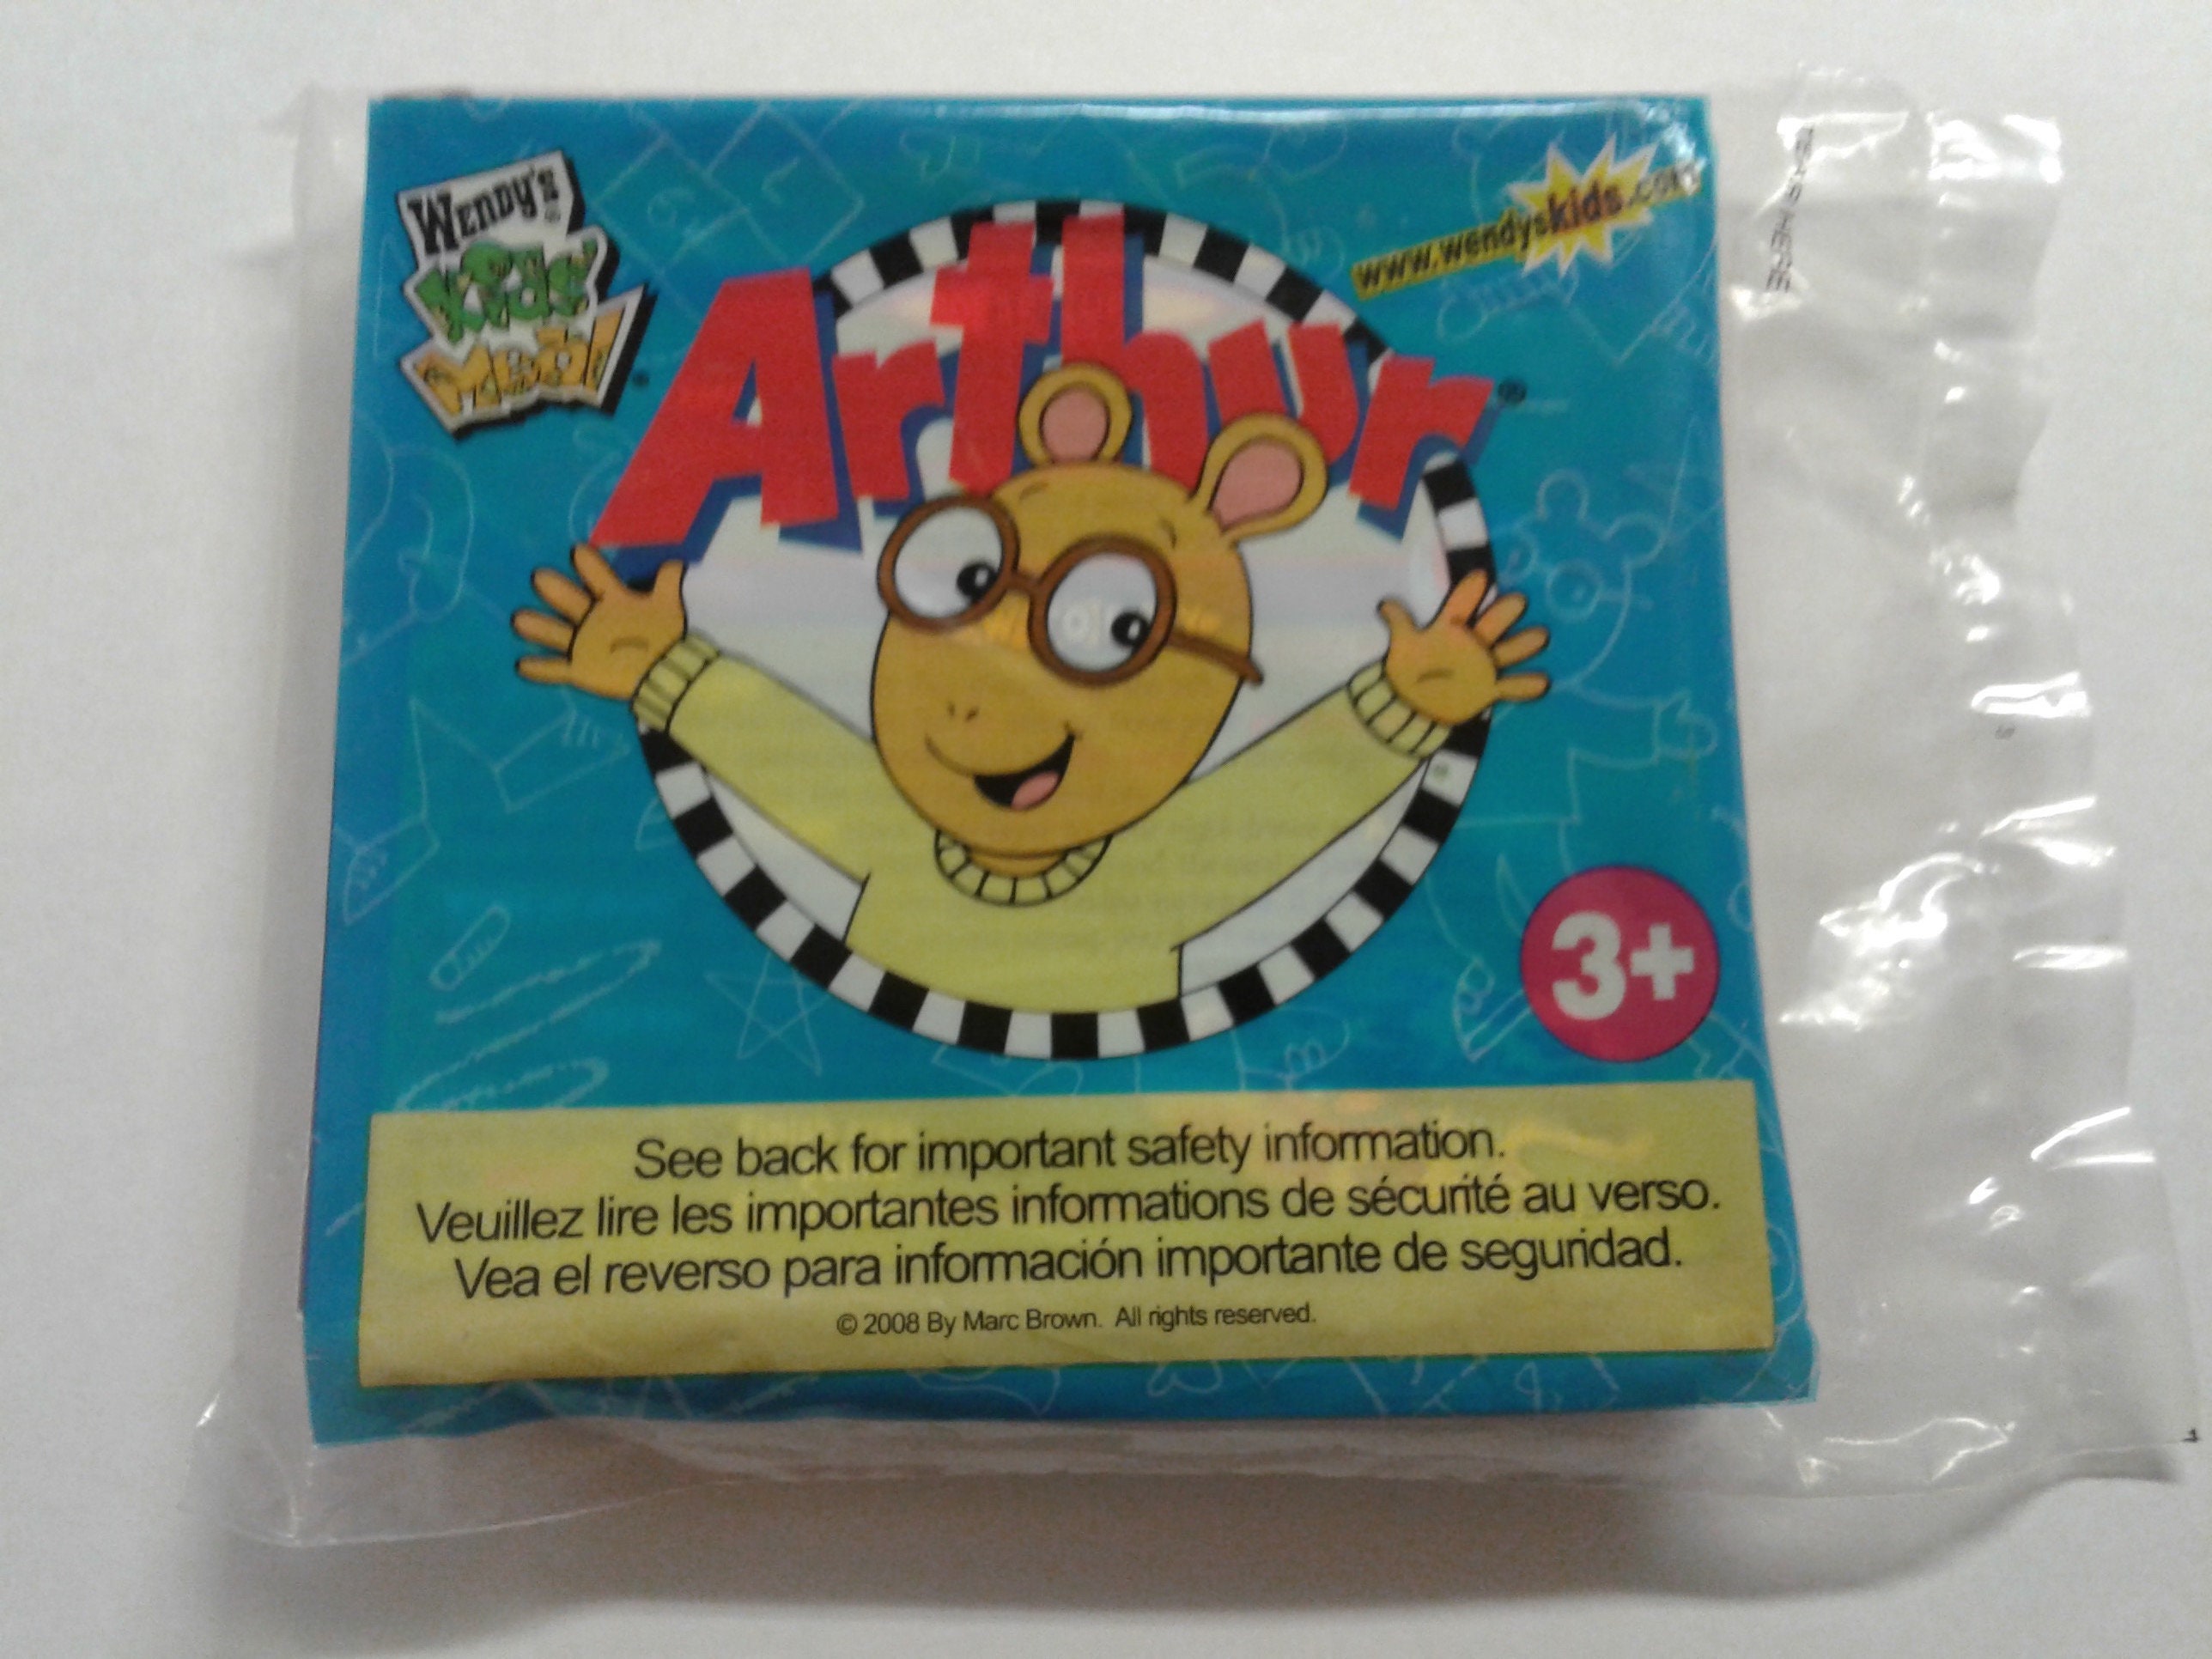 WENDY'S®
KiDS'
MEAL
www.wendyskids.com
Arthur®
3+
TEAR HERE
See back for important safety information.
Veuillez lire les importantes informations de sécurité au verso.
Vea el reverso para información importante de seguridad.
© 2008 By Marc Brown. All rights reserved.